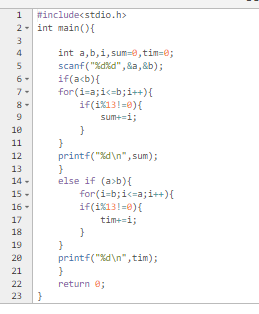 1 #include<stdio.h>
2 int main(){
3
4 int a,b,i,sum=0,tim=0;
5 scanf("%d%d",&a,&b);
6 if(a<b){
7 for(i=a;i<=b;i++){
8 if(i%13!=0){
9 sum+=i;
10 }
11 }
12 printf("%d\n",sum);
13 }
14 else if (a>b){
15 for(i=b;i<=a;i++){
16 if(i%13!=0){
17 tim+=i;
18 }
19 }
20 printf("%d\n",tim);
21 }
22 return 0;
23 }